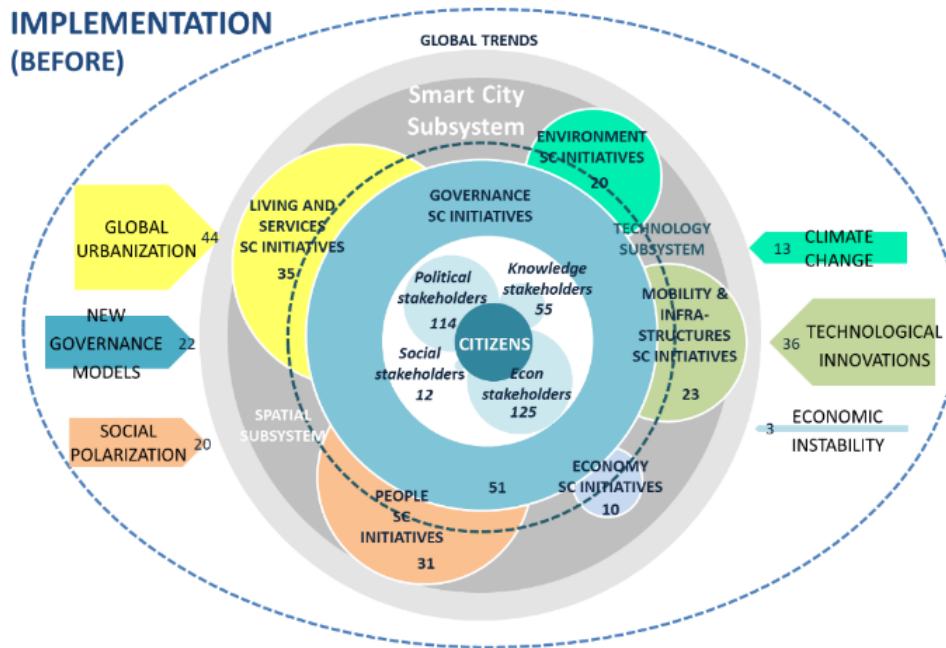 IMPLEMENTATION
(BEFORE)
GLOBAL TRENDS
Smart City
Subsystem
ENVIRONMENT
SC INITIATIVES
20
LIVING AND
SERVICES
SC INITIATIVES
35
GOVERNANCE
SC INITIATIVES
TECHNOLOGY
SUBSYSTEM
GLOBAL
URBANIZATION
44
13
CLIMATE
CHANGE
Political
stakeholders
114
Knowledge
stakeholders
55
MOBILITY &
INFRA-
STRUCTURES
SC INITIATIVES
23
NEW
GOVERNANCE
MODELS
22
CITIZENS
36
TECHNOLOGICAL
INNOVATIONS
Social
stakeholders
12
Econ
stakeholders
125
SPATIAL
SUBSYSTEM
SOCIAL
POLARIZATION
20
3
ECONOMIC
INSTABILITY
ECONOMY
SC INITIATIVES
10
51
PEOPLE
SC
INITIATIVES
31